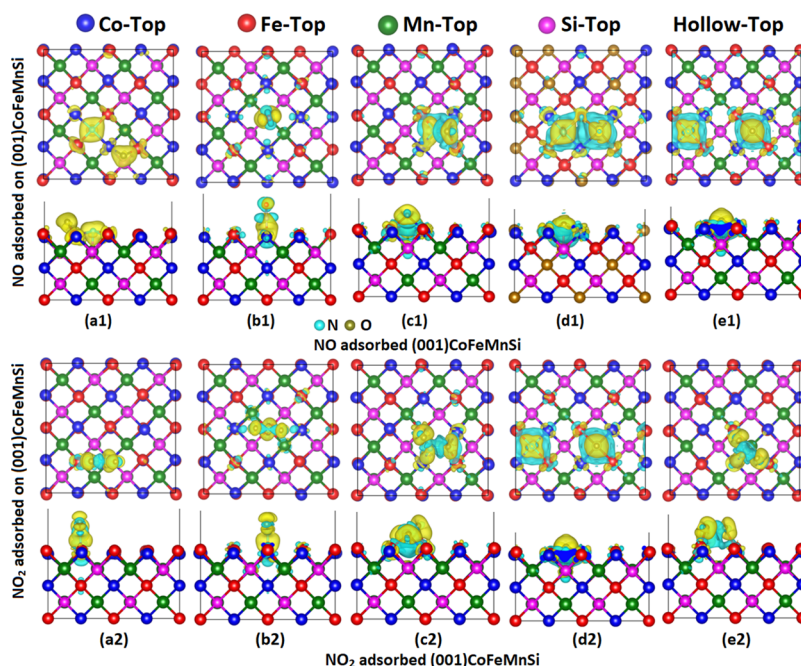 Co-Top Fe-Top Mn-Top Si-Top Hollow-Top
NO adsorbed on (001)CoFeMnSi
(a1) (b1) (c1) (d1) (e1)
N O
NO adsorbed (001)CoFeMnSi
NO₂ adsorbed on (001)CoFeMnSi
(a2) (b2) (c2) (d2) (e2)
NO₂ adsorbed (001)CoFeMnSi